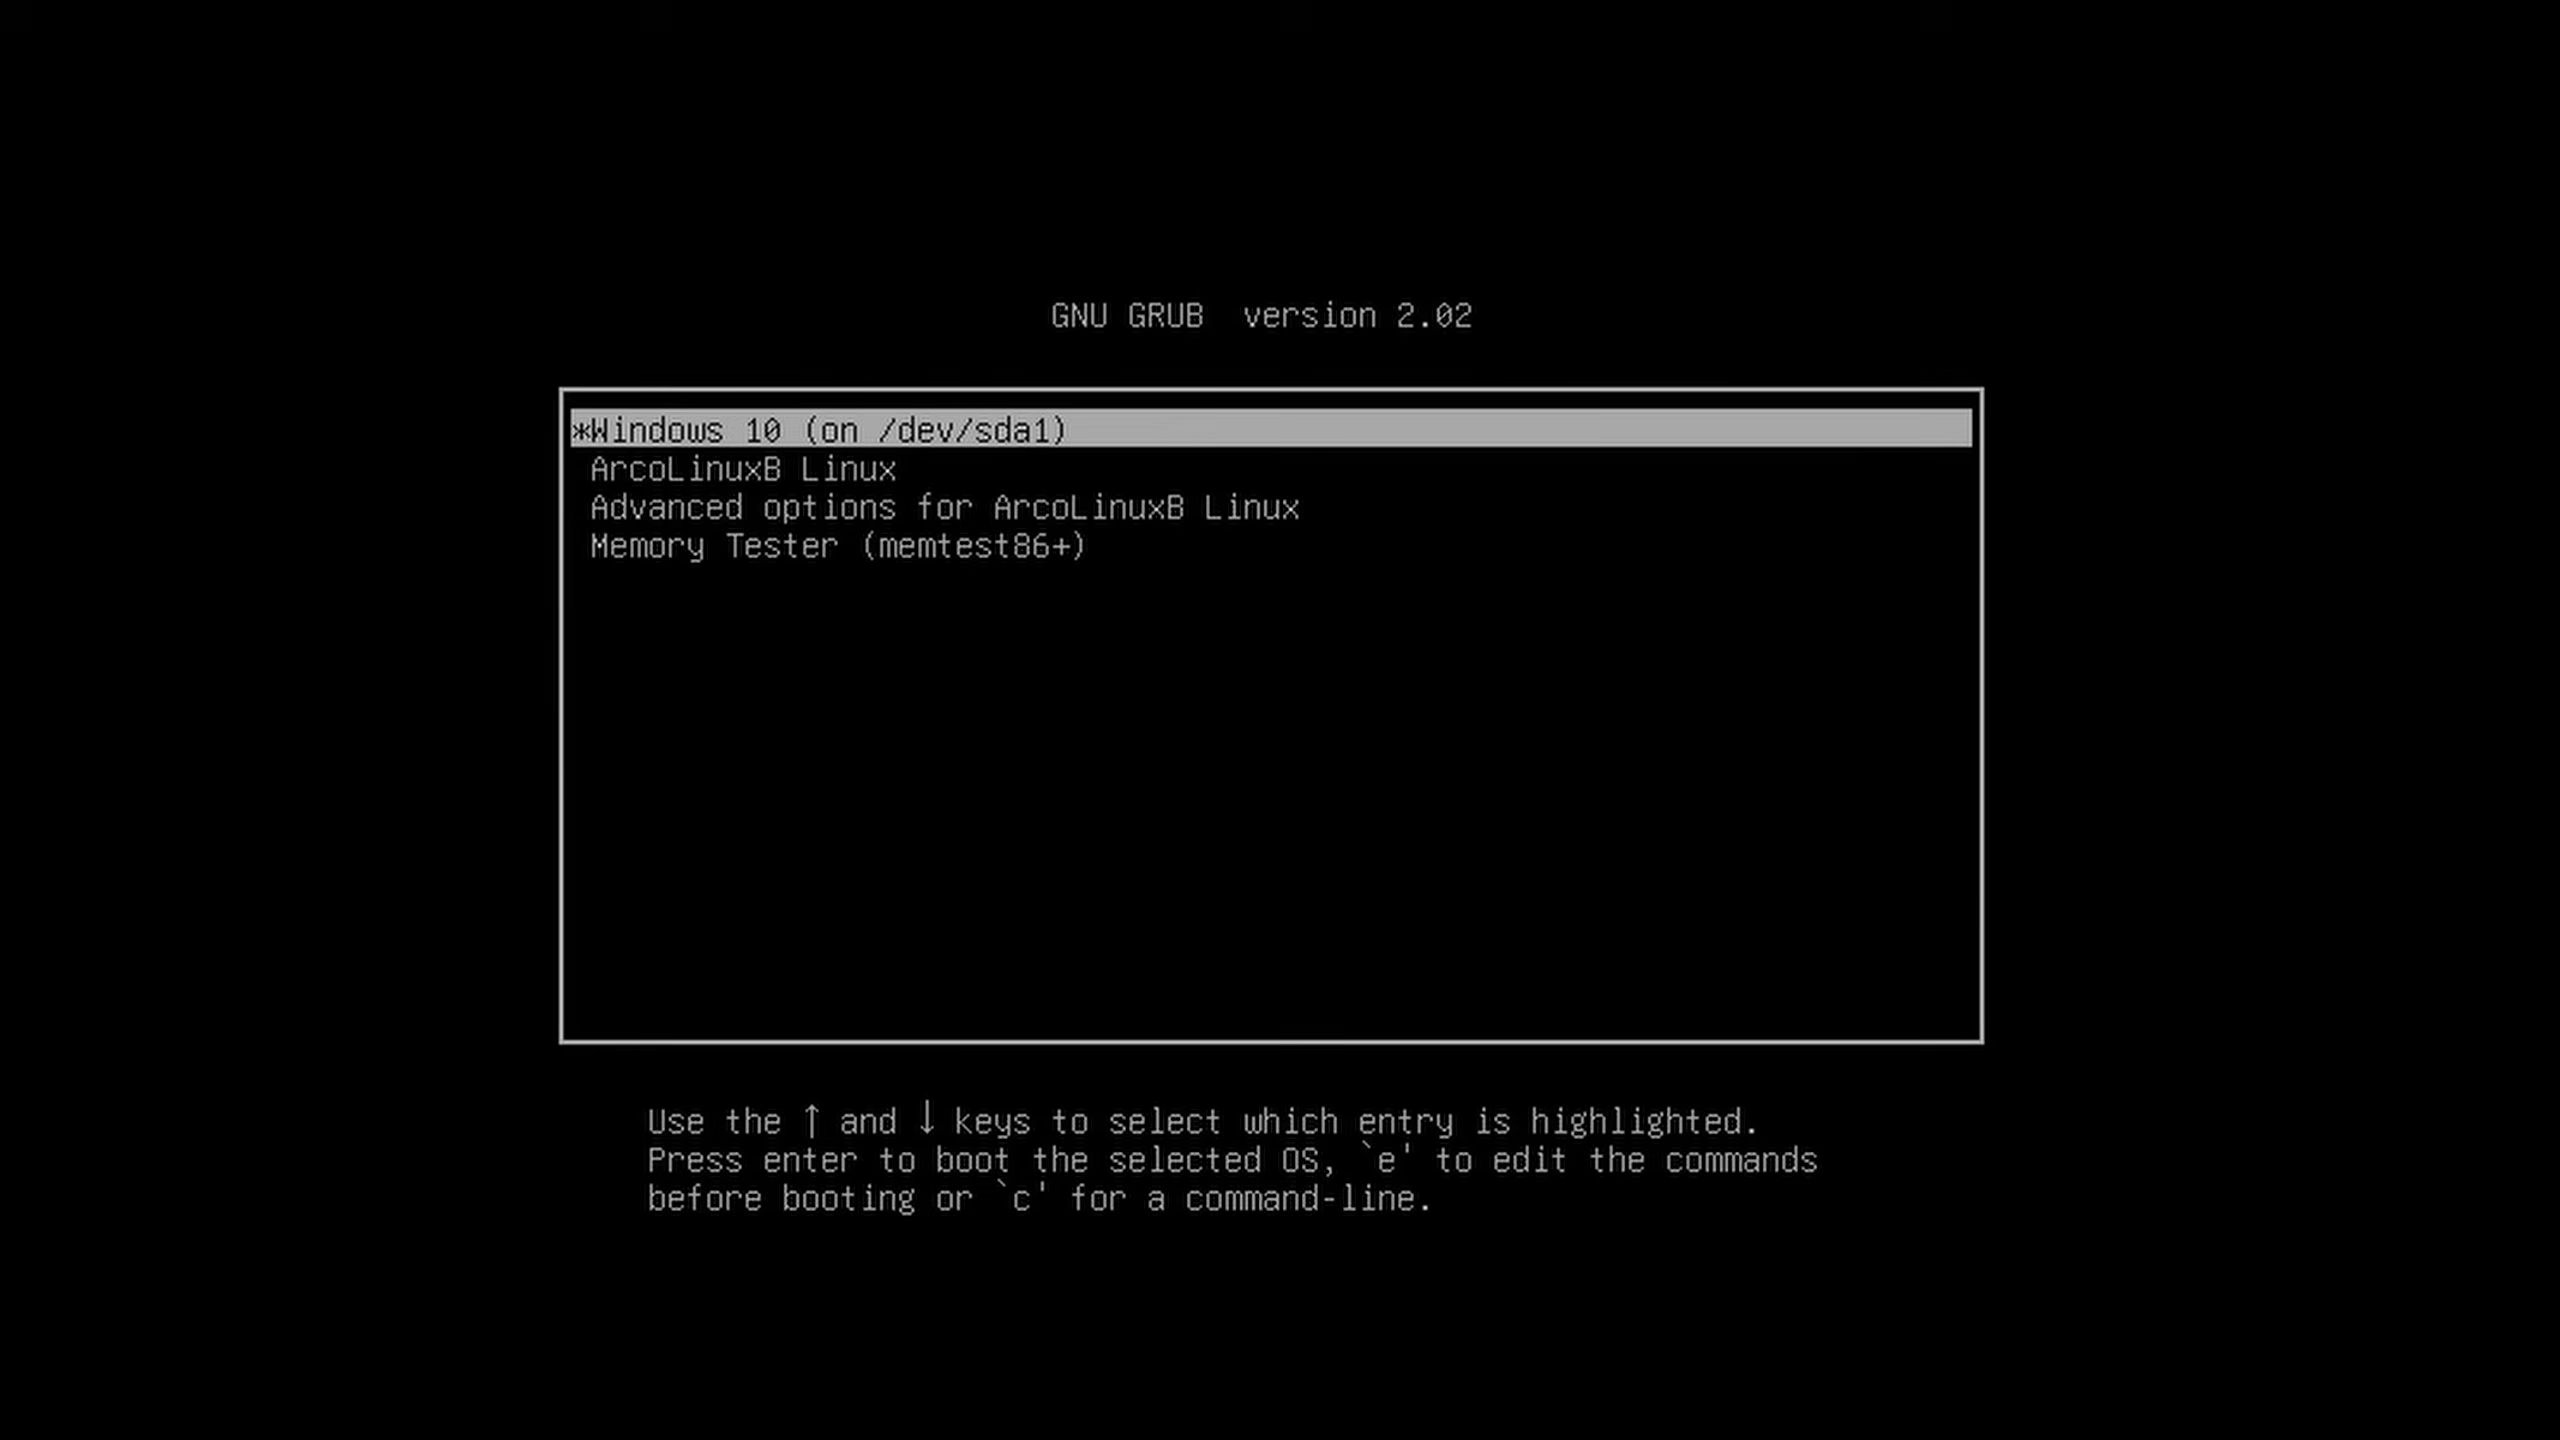 GNU GRUB  version 2.02
*Windows 10 (on /dev/sda1)
ArcoLinuxB Linux
Advanced options for ArcoLinuxB Linux
Memory Tester (memtest86+)
Use the ↑ and ↓ keys to select which entry is highlighted.
Press enter to boot the selected OS, `e' to edit the commands
before booting or `c' for a command-line.